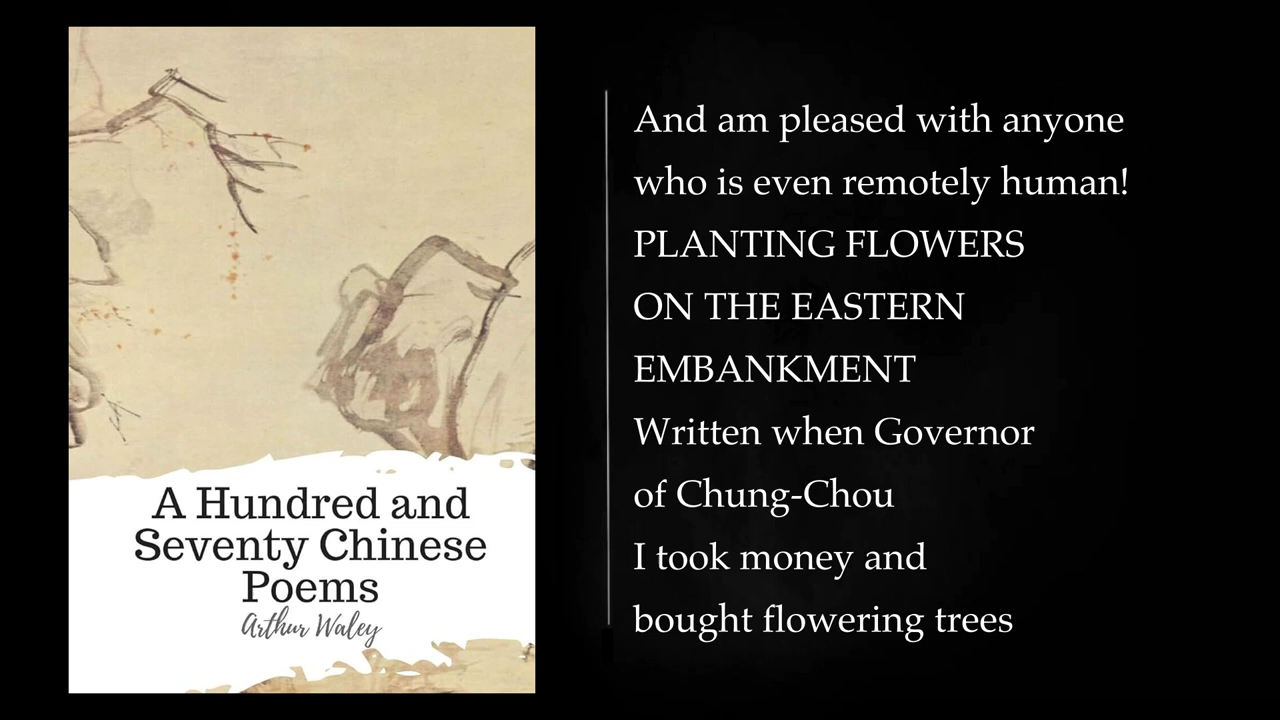 A Hundred and
Seventy Chinese
Poems
Arthur Waley
And am pleased with anyone
who is even remotely human!
PLANTING FLOWERS
ON THE EASTERN
EMBANKMENT
Written when Governor
of Chung-Chou
I took money and
bought flowering trees